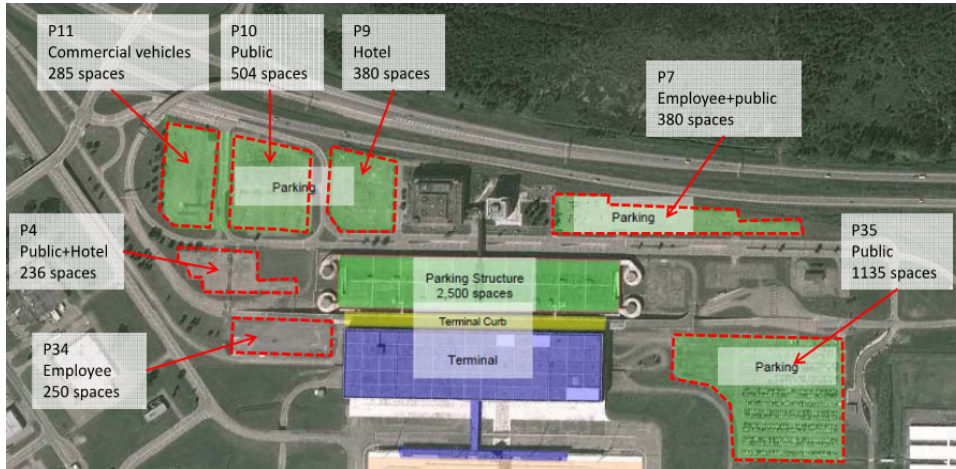 P11
Commercial vehicles
285 spaces
P10
Public
504 spaces
P9
Hotel
380 spaces
P7
Employee+public
380 spaces
Parking
Parking
P4
Public+Hotel
236 spaces
P35
Public
1135 spaces
Parking Structure
2,500 spaces
Terminal Curb
P34
Employee
250 spaces
Terminal
Parking